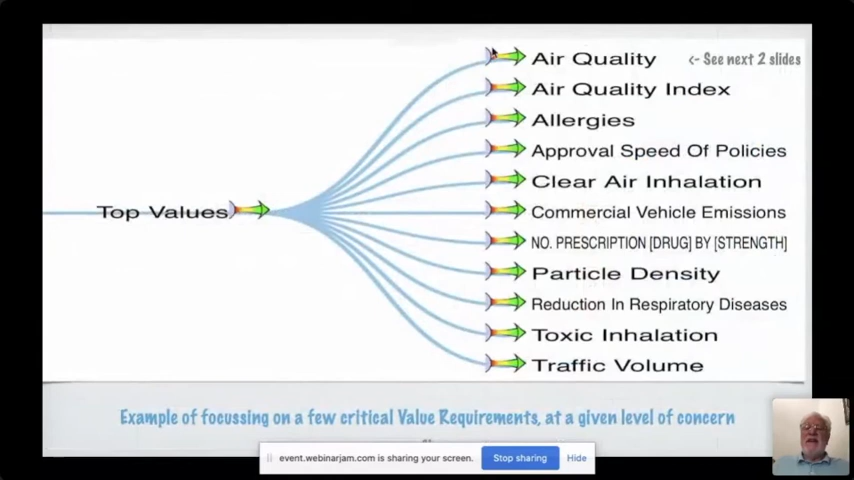 Air Quality <- See next 2 slides
Air Quality Index
Allergies
Approval Speed Of Policies
Clear Air Inhalation
Top Values
Commercial Vehicle Emissions
NO. PRESCRIPTION [DRUG] BY [STRENGTH]
Particle Density
Reduction In Respiratory Diseases
Toxic Inhalation
Traffic Volume
Example of focussing on a few critical Value Requirements, at a given level of concern
event.webinarjam.com is sharing your screen. Stop sharing Hide